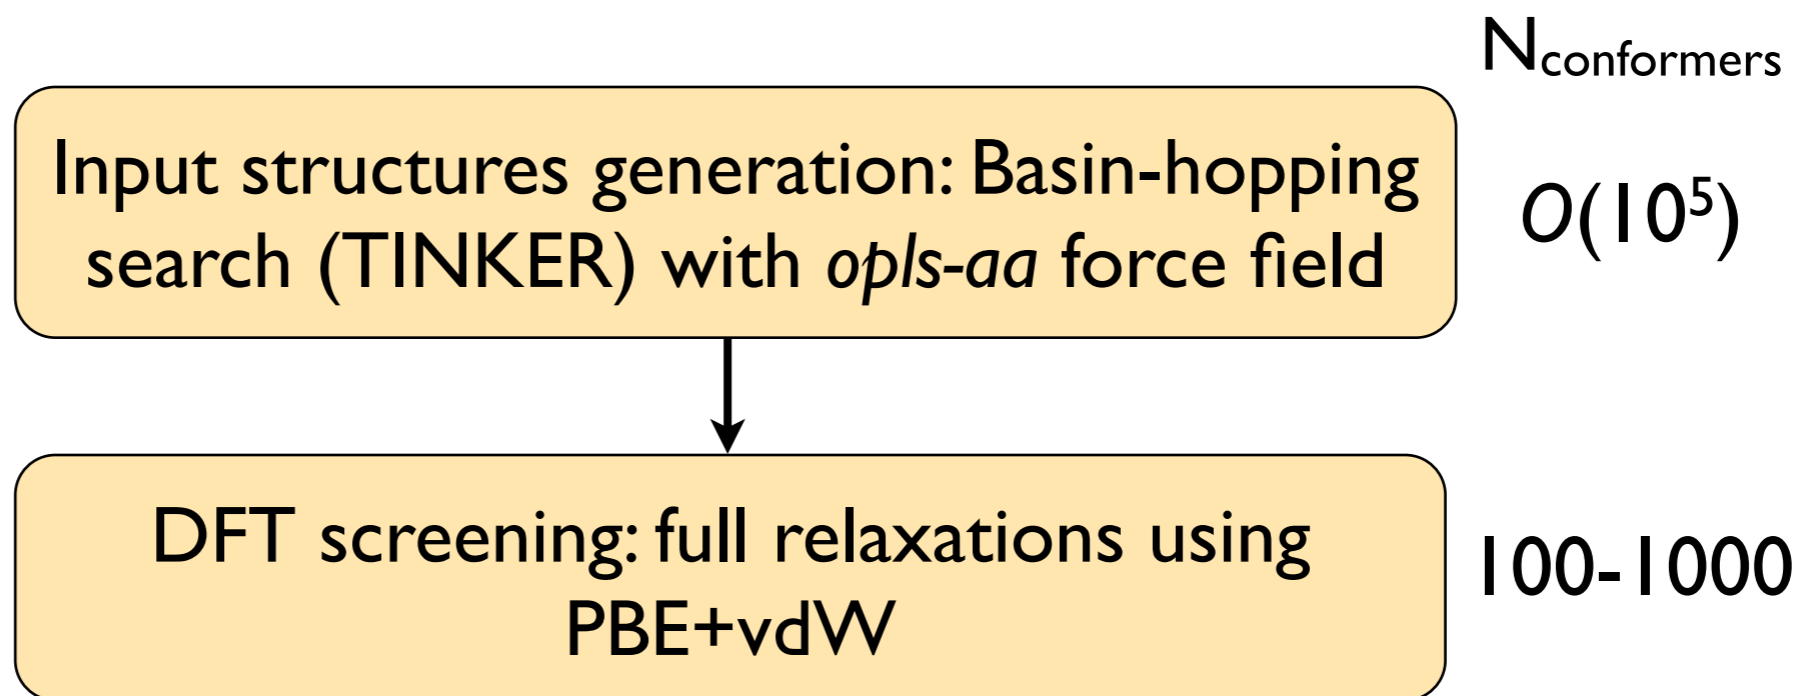 N_conformers
Input structures generation: Basin-hopping
search (TINKER) with opls-aa force field
O(10⁵)
DFT screening: full relaxations using
PBE+vdW
100-1000